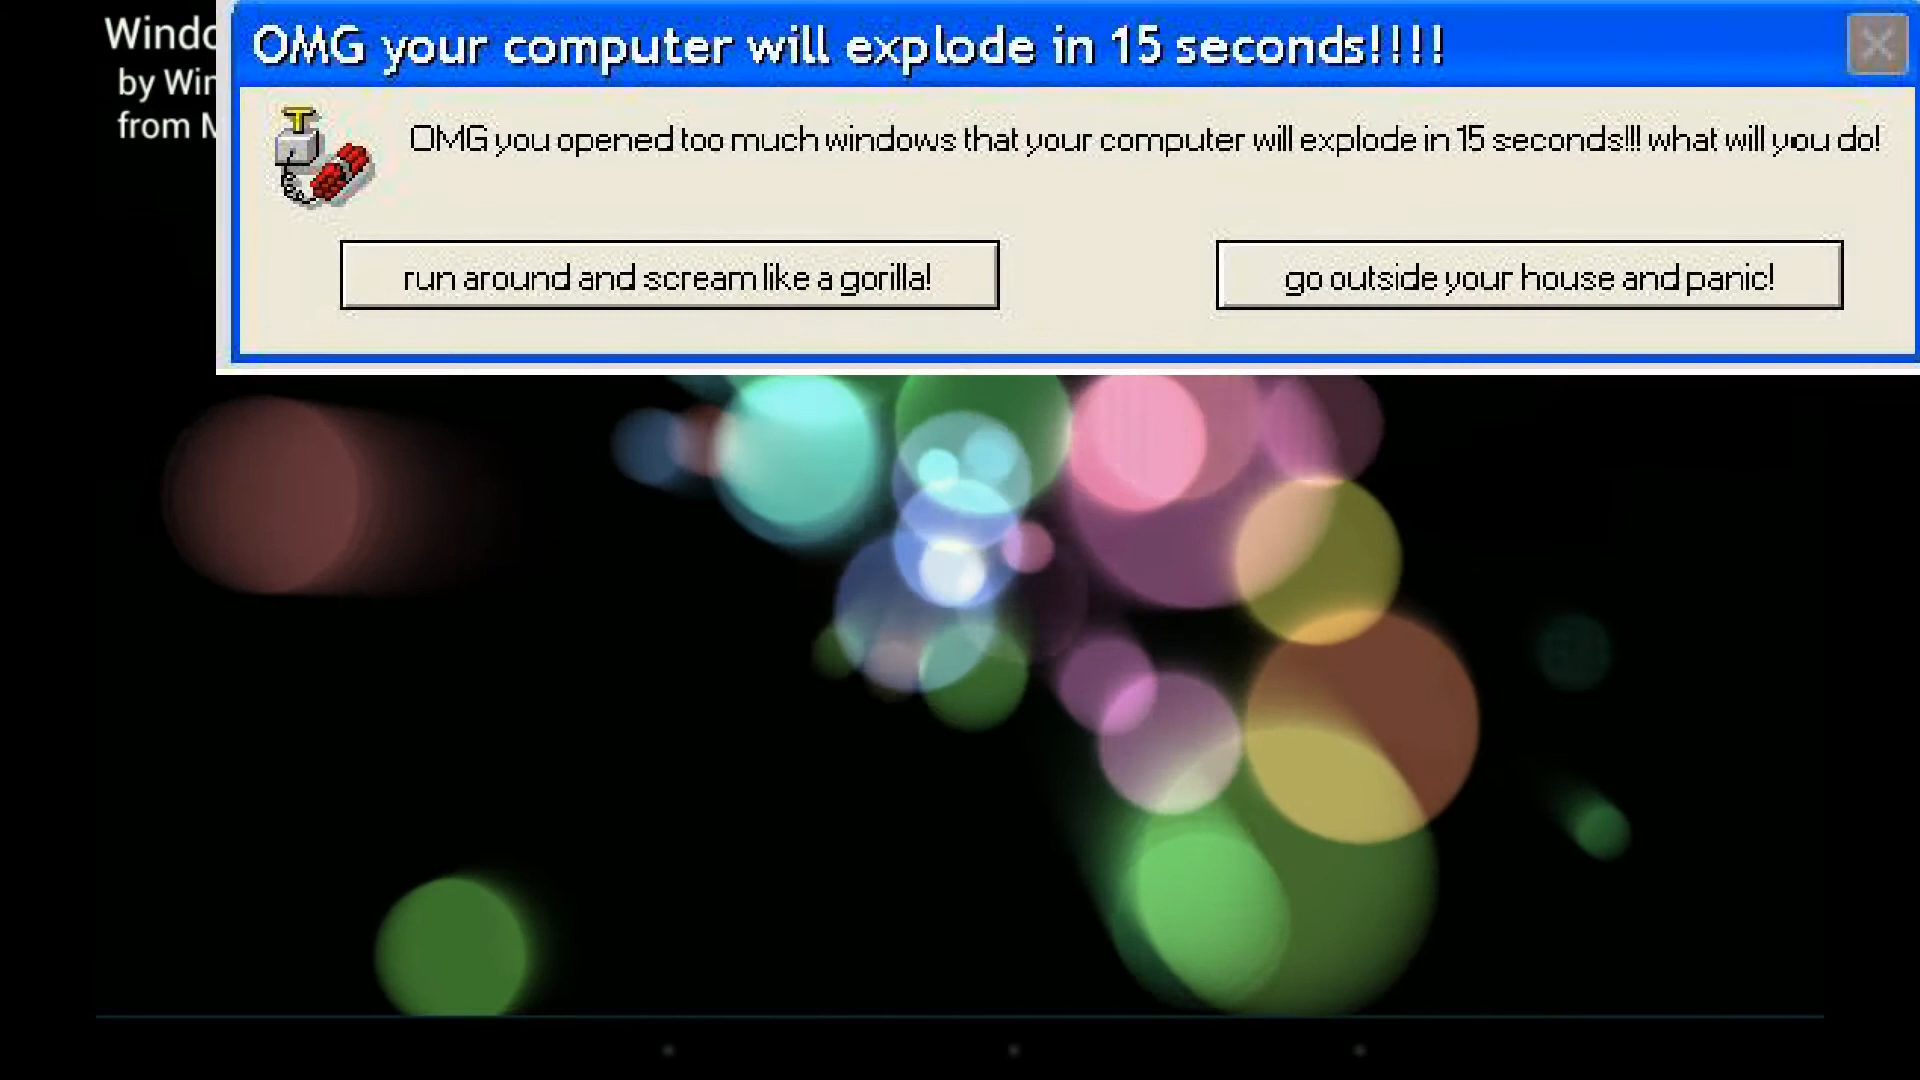 OMG your computer will explode in 15 seconds!!!!
OMG you opened too much windows that your computer will explode in 15 seconds!!! what will you do!
run around and scream like a gorilla!
go outside your house and panic!
Windo
by Win
from M